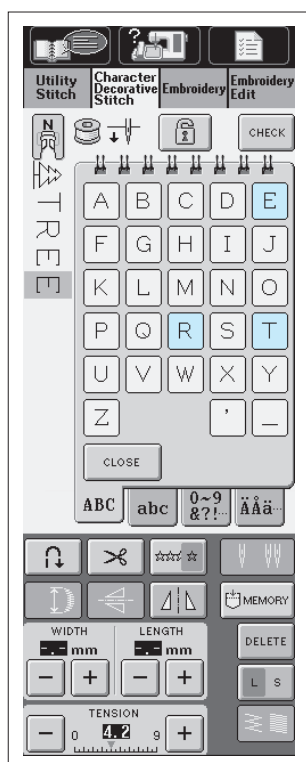 ?
Utility Stitch
Character Decorative Stitch
Embroidery
Embroidery Edit
N
CHECK
T
R
E
E
A B C D E
F G H I J
K L M N O
P Q R S T
U V W X Y
Z ' _
CLOSE
ABC abc 0~9 &?!... ÄÅä...
MEMORY
WIDTH LENGTH
-.- mm -.- mm
DELETE
− + − +
L S
TENSION
− 0 4.2 9 +